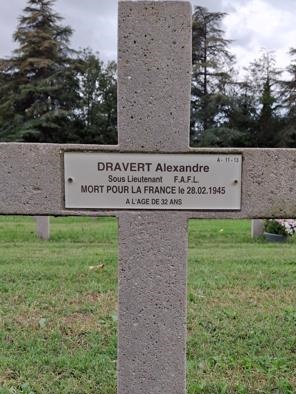 A - 11 - 13
DRAVERT Alexandre
Sous Lieutenant F.A.F.L.
MORT POUR LA FRANCE le 28.02.1945
A L'AGE DE 32 ANS